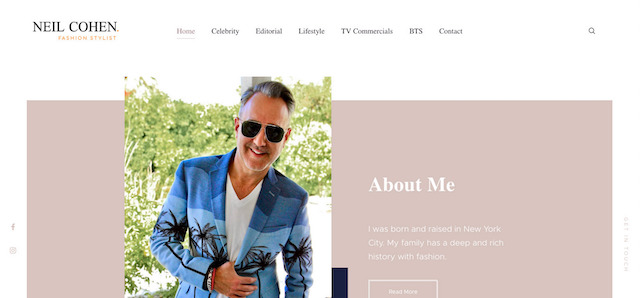 NEIL COHEN.
FASHION STYLIST
Home Celebrity Editorial Lifestyle TV Commercials BTS Contact
About Me
I was born and raised in New York
City. My family has a deep and rich
history with fashion.
Read More
GET IN TOUCH